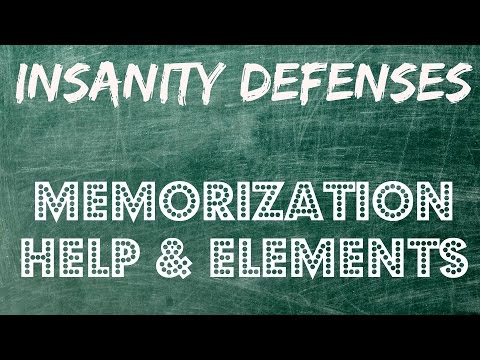 INSANITY DEFENSES
MEMORIZATION
HELP & ELEMENTS